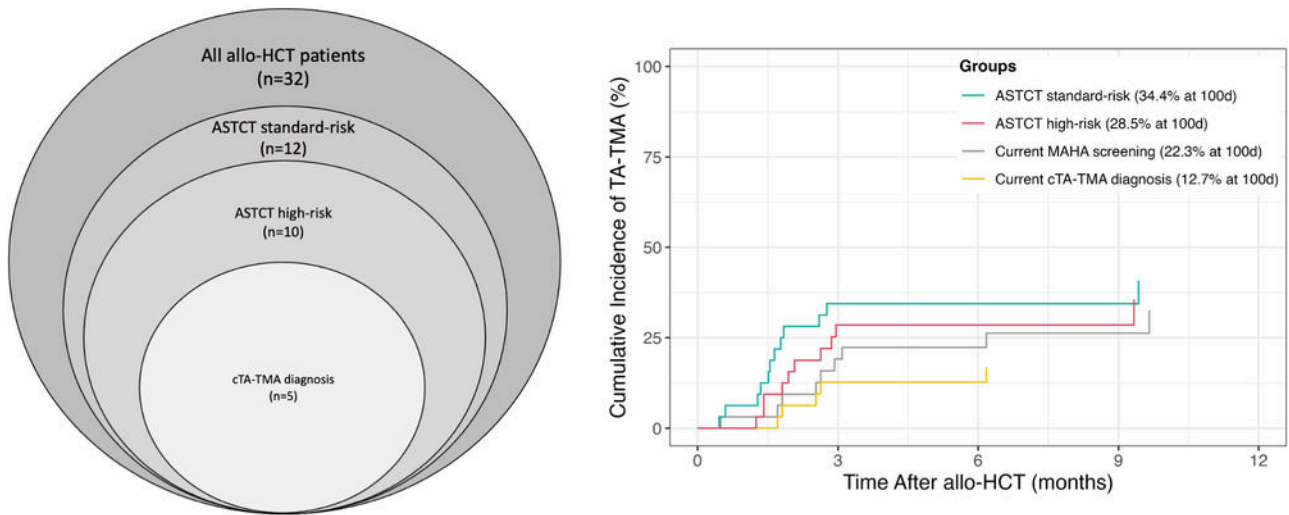 All allo-HCT patients
(n=32)
ASTCT standard-risk
(n=12)
ASTCT high-risk
(n=10)
cTA-TMA diagnosis
(n=5)
Cumulative Incidence of TA-TMA (%)
100
75
50
25
0
Groups
ASTCT standard-risk (34.4% at 100d)
ASTCT high-risk (28.5% at 100d)
Current MAHA screening (22.3% at 100d)
Current cTA-TMA diagnosis (12.7% at 100d)
0 3 6 9 12
Time After allo-HCT (months)